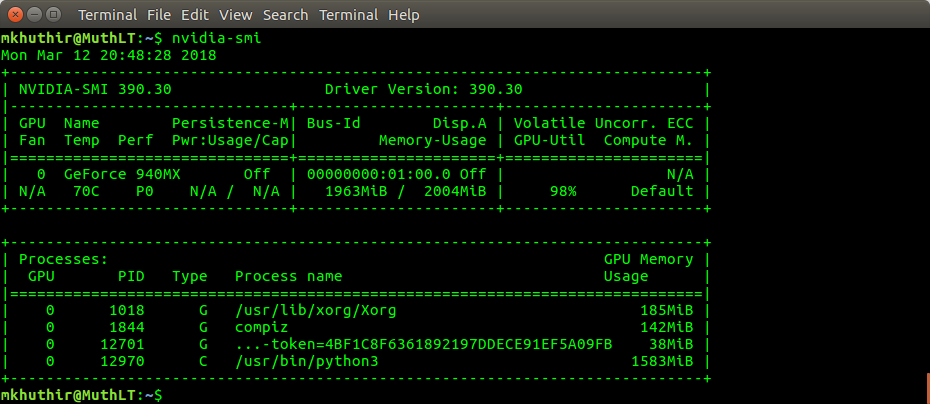 Terminal File Edit View Search Terminal Help
mkhuthir@MuthLT:~$ nvidia-smi
Mon Mar 12 20:48:28 2018
+-----------------------------------------------------------------------------+
| NVIDIA-SMI 390.30                 Driver Version: 390.30                    |
|-------------------------------+----------------------+----------------------+
| GPU  Name        Persistence-M| Bus-Id        Disp.A | Volatile Uncorr. ECC |
| Fan  Temp  Perf  Pwr:Usage/Cap|         Memory-Usage | GPU-Util  Compute M. |
|===============================+======================+======================|
|   0  GeForce 940MX       Off  | 00000000:01:00.0 Off |                  N/A |
| N/A   70C    P0    N/A /  N/A |   1963MiB /  2004MiB |     98%      Default |
+-------------------------------+----------------------+----------------------+

+-----------------------------------------------------------------------------+
| Processes:                                                       GPU Memory |
|  GPU       PID   Type   Process name                             Usage      |
|=============================================================================|
|    0      1018      G   /usr/lib/xorg/Xorg                           185MiB |
|    0      1844      G   compiz                                       142MiB |
|    0     12701      G   ...-token=4BF1C8F6361892197DDECE91EF5A09FB    38MiB |
|    0     12970      C   /usr/bin/python3                            1583MiB |
+-----------------------------------------------------------------------------+
mkhuthir@MuthLT:~$